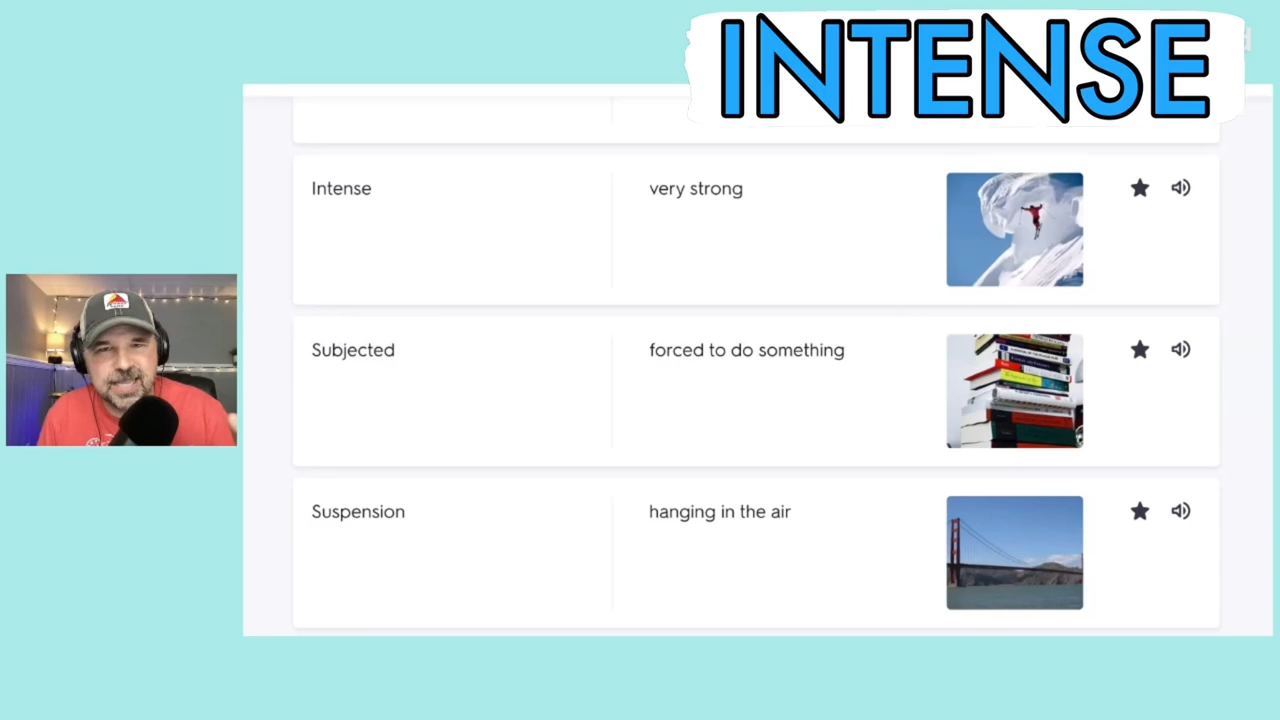 INTENSE
Intense
very strong
Subjected
forced to do something
Suspension
hanging in the air